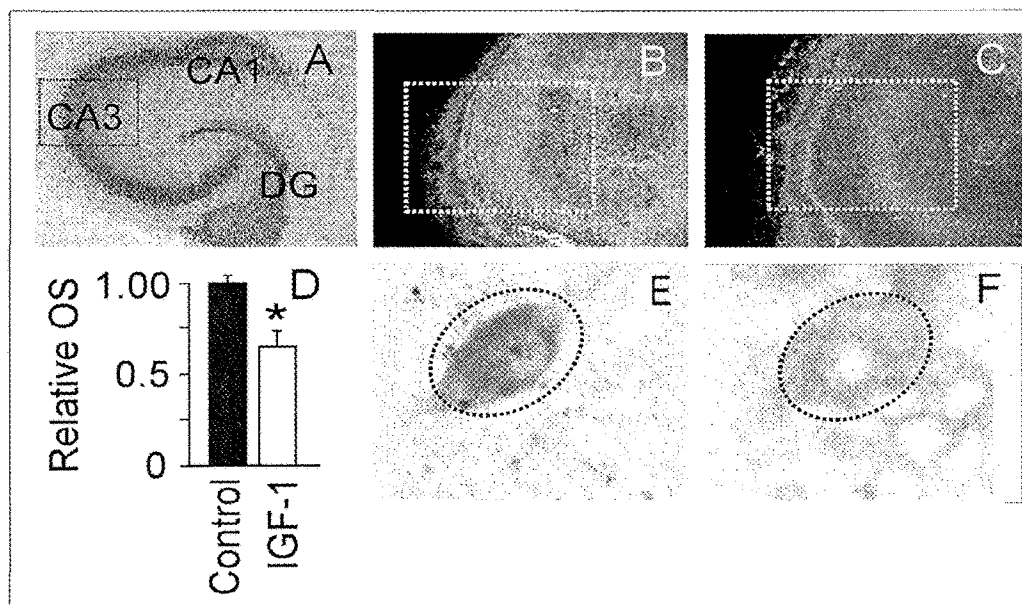 A
CA1
CA3
DG
B
C
D
1.00
*
0.5
0
Relative OS
Control
IGF-1
E
F